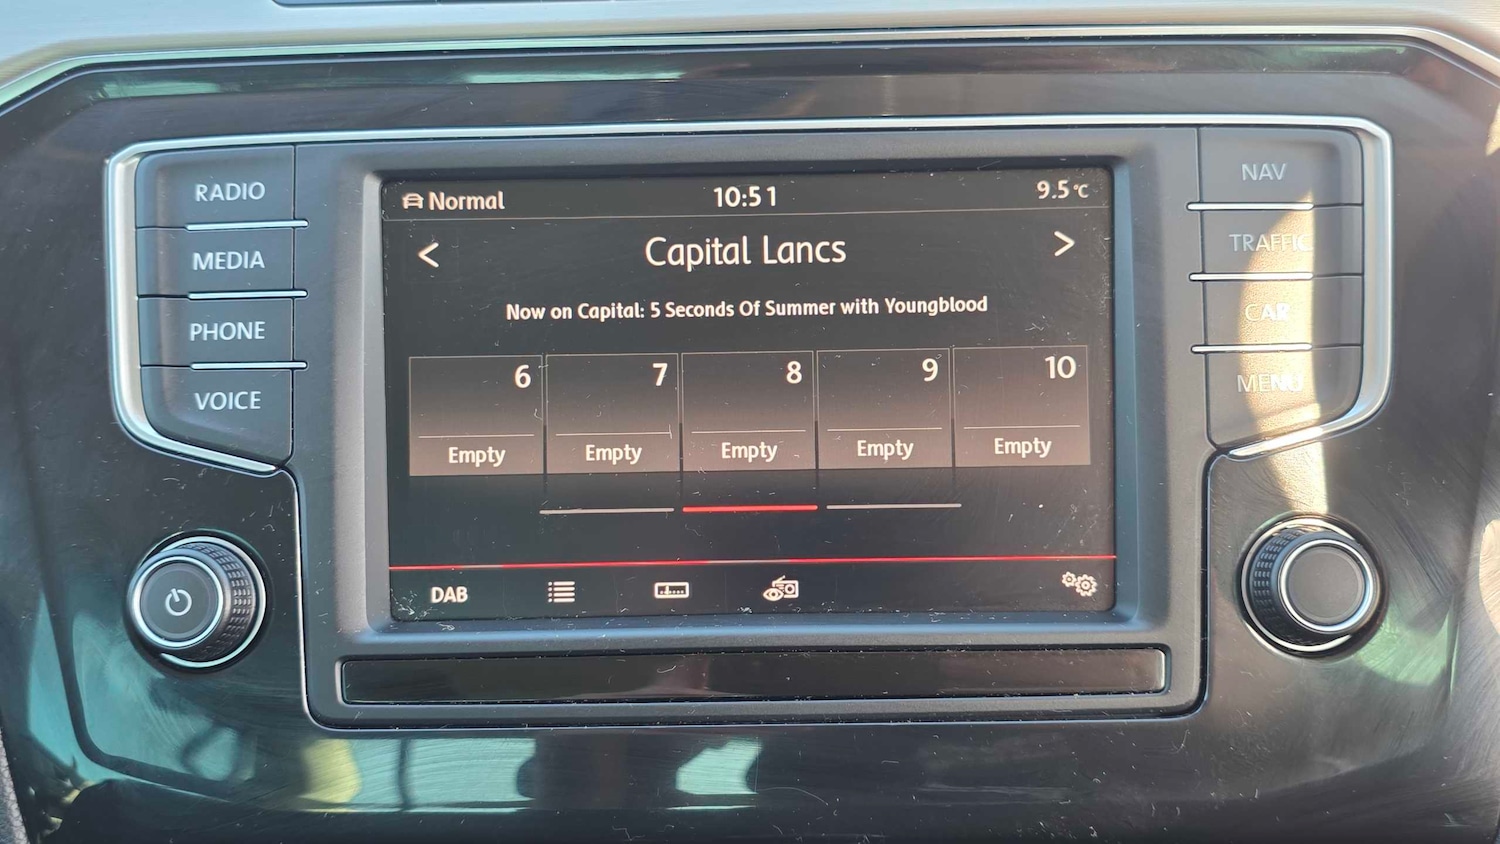 RADIO
MEDIA
PHONE
VOICE
Normal 10:51 9.5°C
< Capital Lancs >
Now on Capital: 5 Seconds Of Summer with Youngblood
6 7 8 9 10
Empty Empty Empty Empty Empty
DAB
NAV
TRAFFIC
CAR
MENU